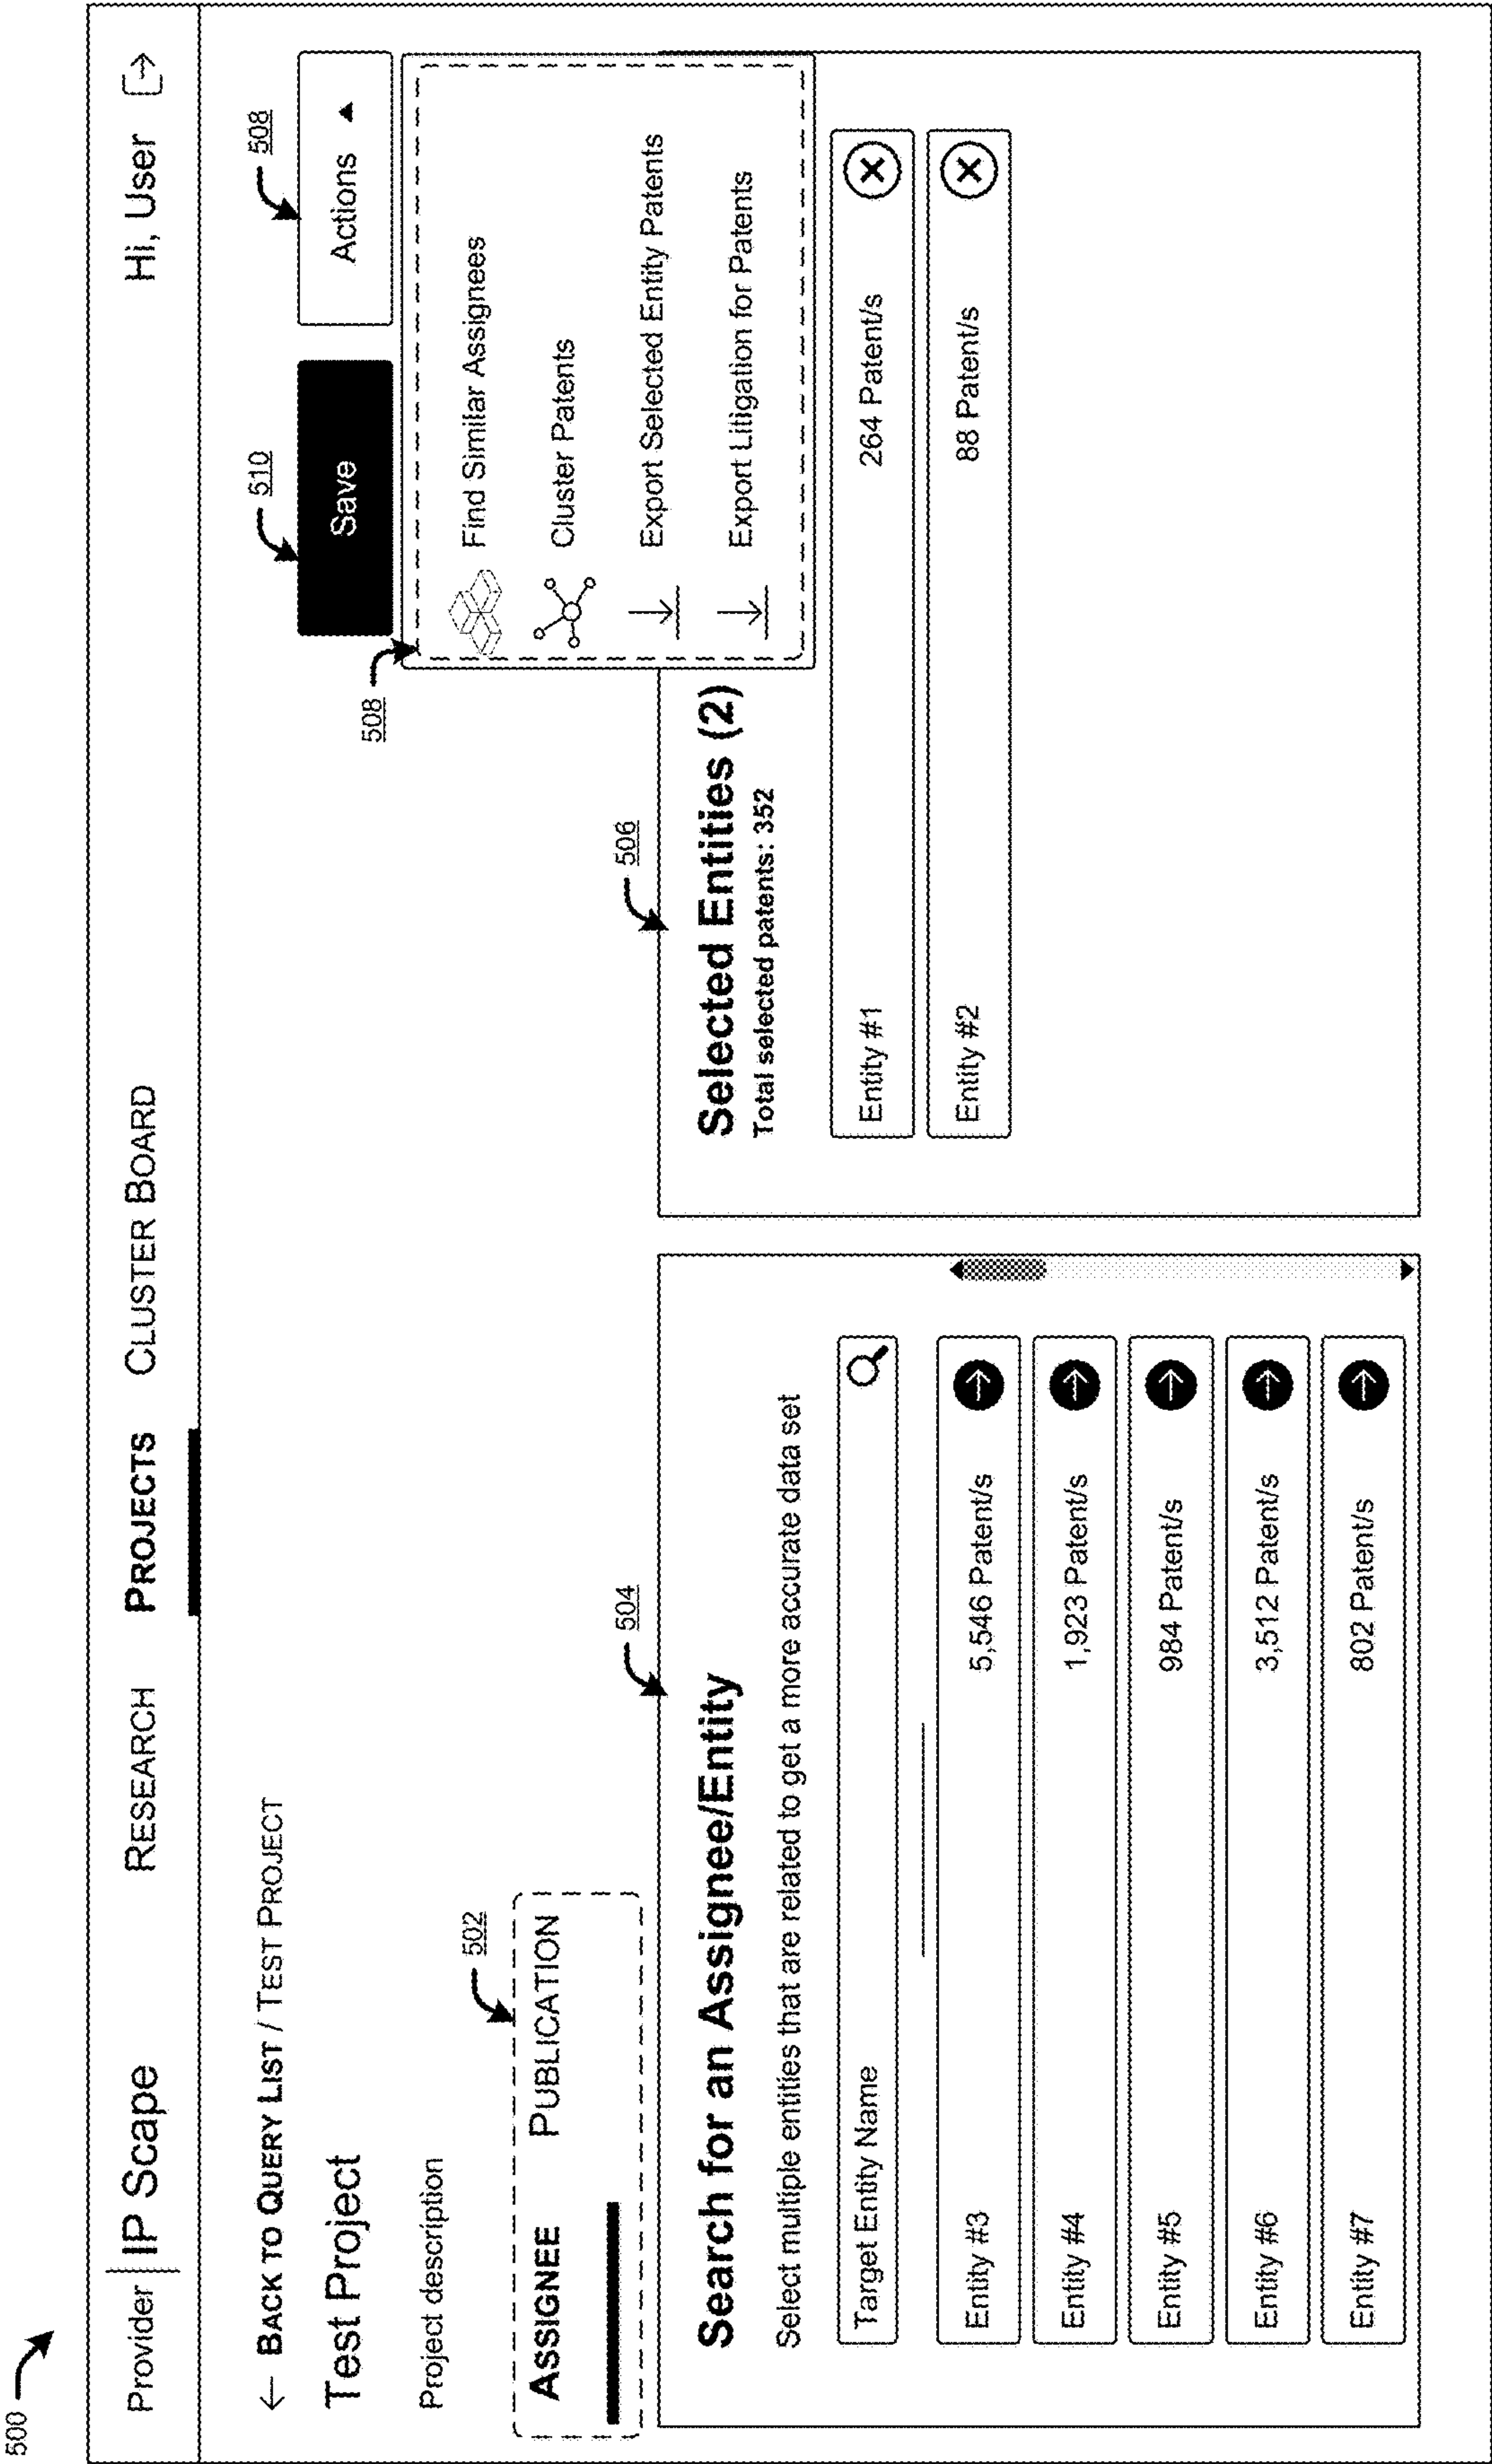 500
Provider | IP Scape RESEARCH PROJECTS CLUSTER BOARD Hi, User
← BACK TO QUERY LIST / TEST PROJECT
510
508
Test Project
Save
Actions ▲
Project description
508
Find Similar Assignees
Cluster Patents
Export Selected Entity Patents
Export Litigation for Patents
502
ASSIGNEE PUBLICATION
504
Search for an Assignee/Entity
Select multiple entities that are related to get a more accurate data set
Target Entity Name
Entity #3 5,546 Patent/s
Entity #4 1,923 Patent/s
Entity #5 984 Patent/s
Entity #6 3,512 Patent/s
Entity #7 802 Patent/s
506
Selected Entities (2)
Total selected patents: 352
Entity #1 264 Patent/s
Entity #2 88 Patent/s